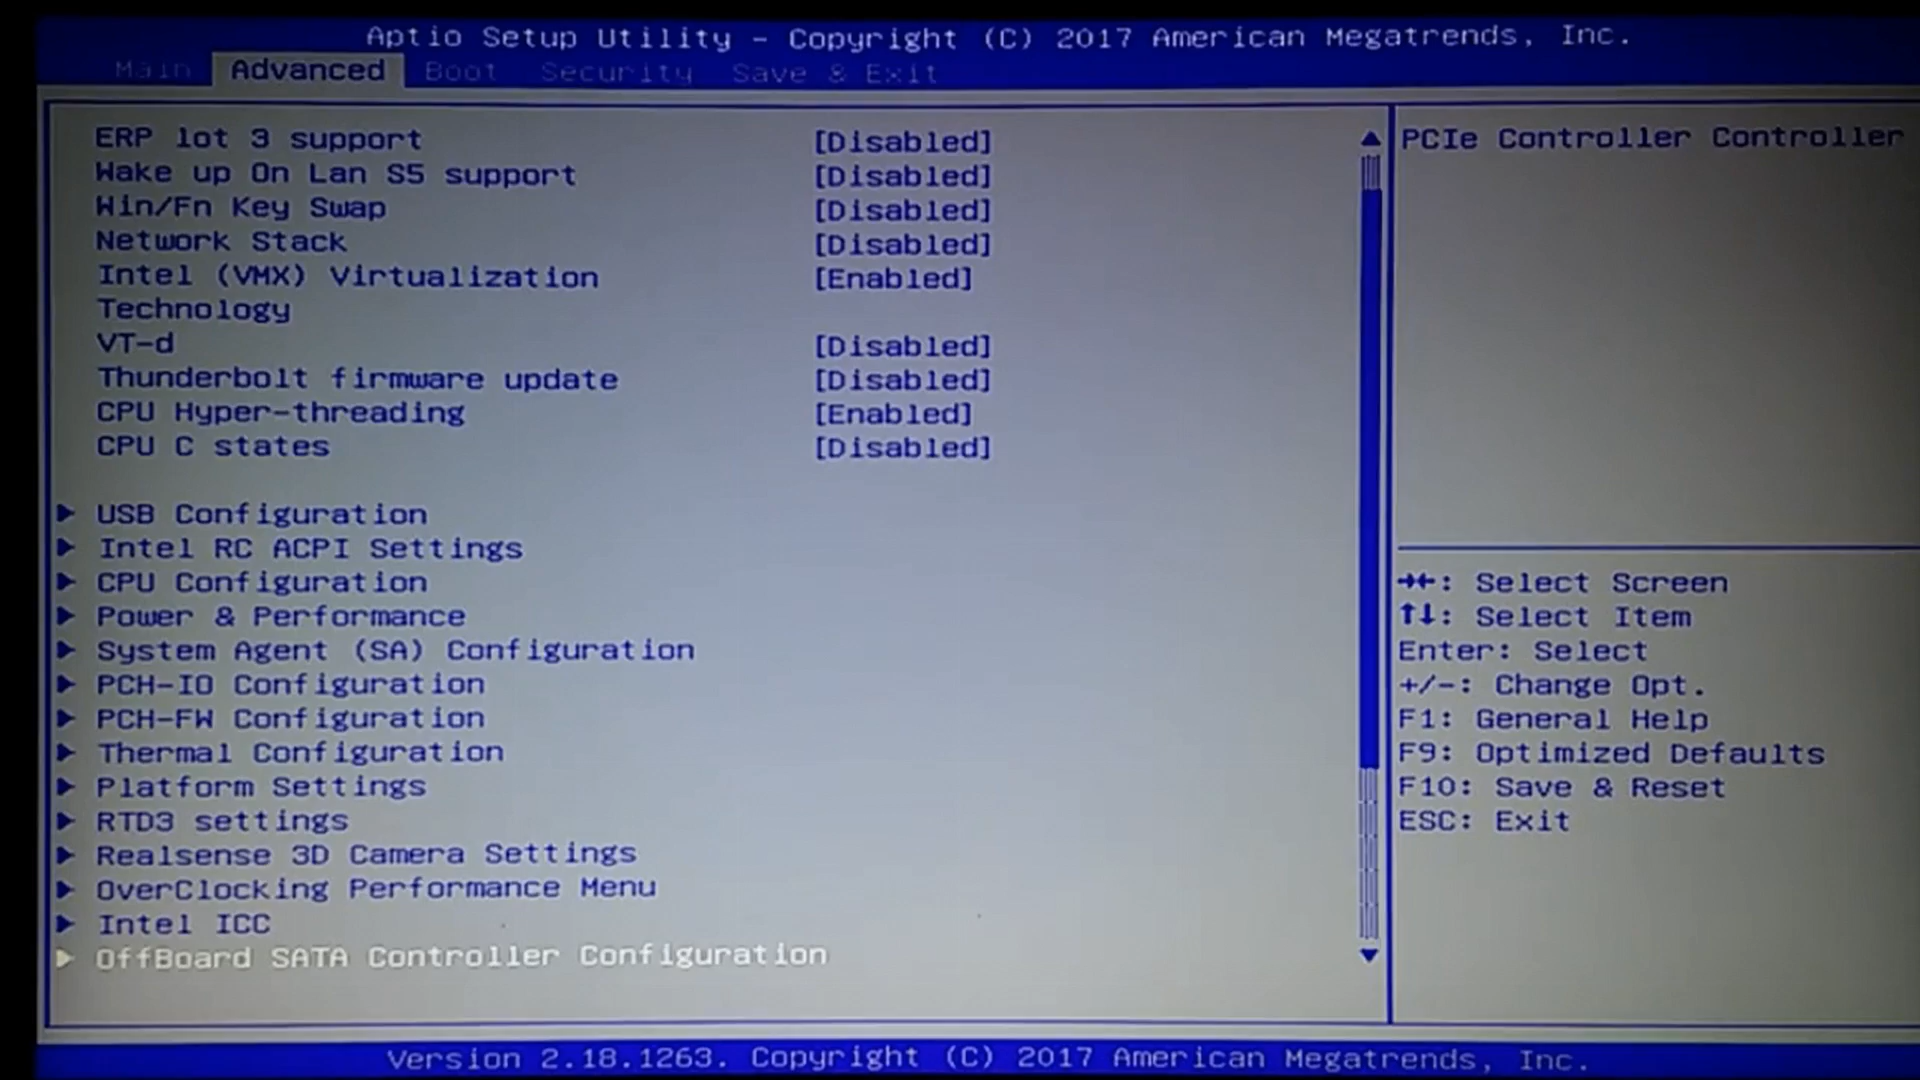 Aptio Setup Utility - Copyright (C) 2017 American Megatrends, Inc.
Main Advanced Boot Security Save & Exit
ERP lot 3 support [Disabled]
Wake up On Lan S5 support [Disabled]
Win/Fn Key Swap [Disabled]
Network Stack [Disabled]
Intel (VMX) Virtualization [Enabled]
Technology
VT-d [Disabled]
Thunderbolt firmware update [Disabled]
CPU Hyper-threading [Enabled]
CPU C states [Disabled]
USB Configuration
Intel RC ACPI Settings
CPU Configuration
Power & Performance
System Agent (SA) Configuration
PCH-IO Configuration
PCH-FW Configuration
Thermal Configuration
Platform Settings
RTD3 settings
Realsense 3D Camera Settings
OverClocking Performance Menu
Intel ICC
OffBoard SATA Controller Configuration
PCIe Controller Controller
→←: Select Screen
↑↓: Select Item
Enter: Select
+/-: Change Opt.
F1: General Help
F9: Optimized Defaults
F10: Save & Reset
ESC: Exit
Version 2.18.1263. Copyright (C) 2017 American Megatrends, Inc.